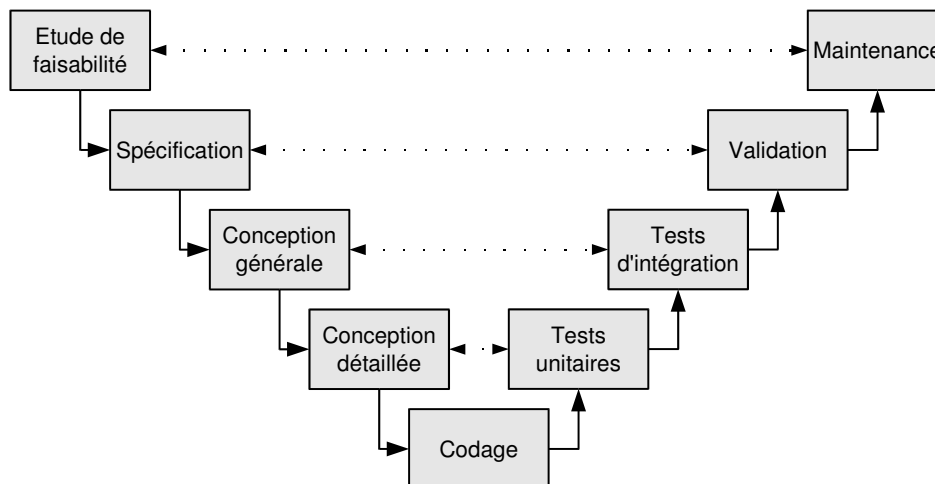 Etude de
faisabilité
Maintenance
Spécification
Validation
Conception
générale
Tests
d'intégration
Conception
détaillée
Tests
unitaires
Codage